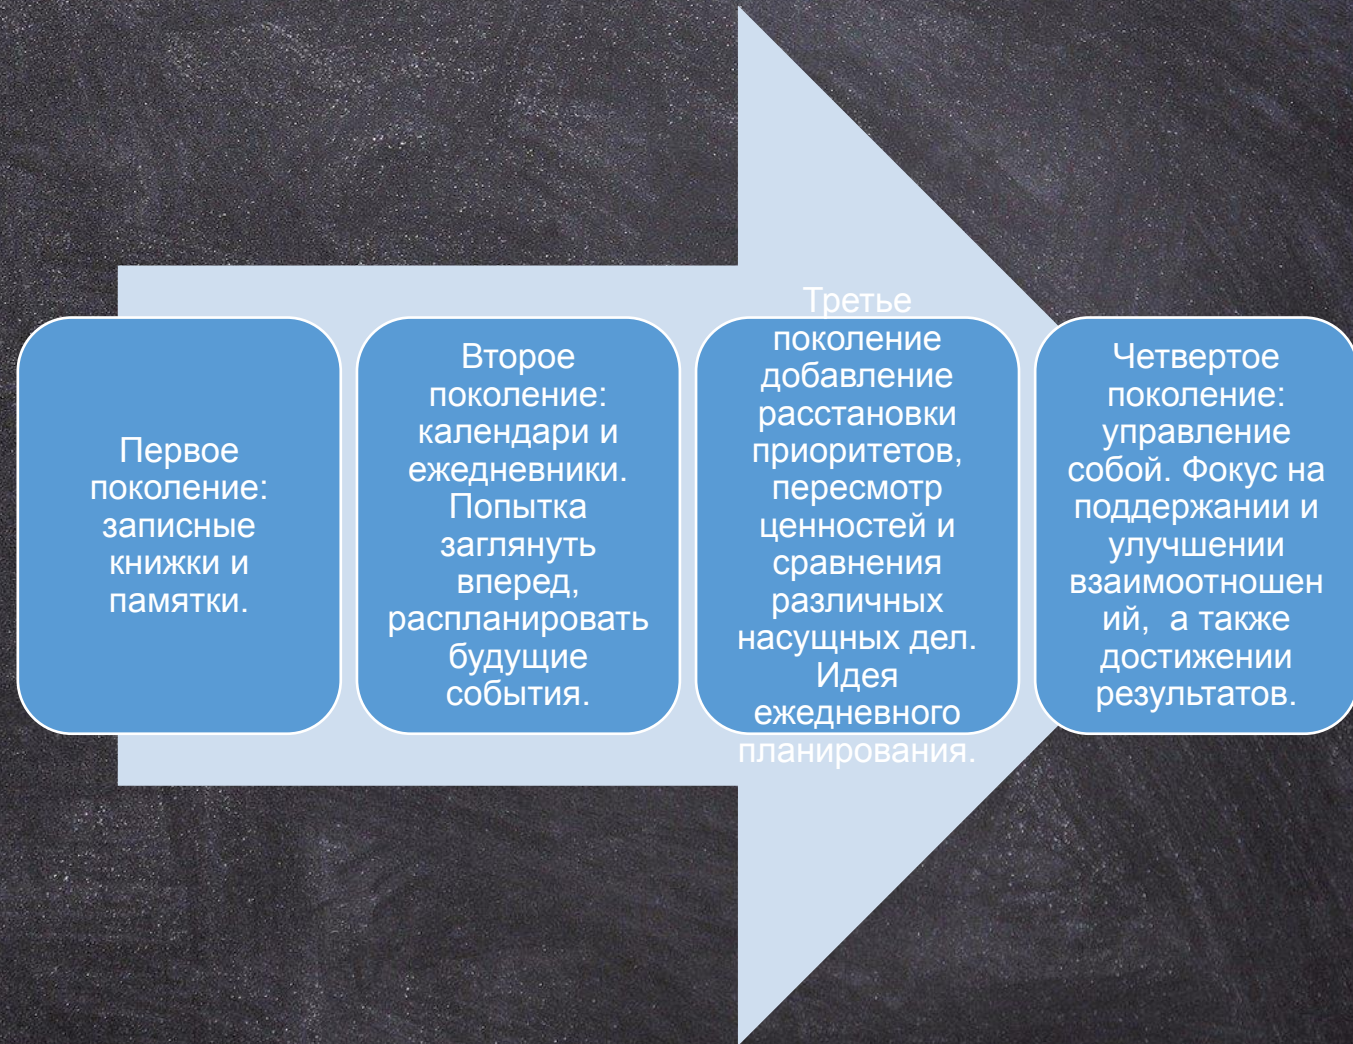 Первое
поколение:
записные
книжки и
памятки.
Второе
поколение:
календари и
ежедневники.
Попытка
заглянуть
вперед,
распланировать
будущие
события.
Третье
поколение
добавление
расстановки
приоритетов,
пересмотр
ценностей и
сравнения
различных
насущных дел.
Идея
ежедневного
планирования.
Четвертое
поколение:
управление
собой. Фокус на
поддержании и
улучшении
взаимоотношен
ий,  а также
достижении
результатов.